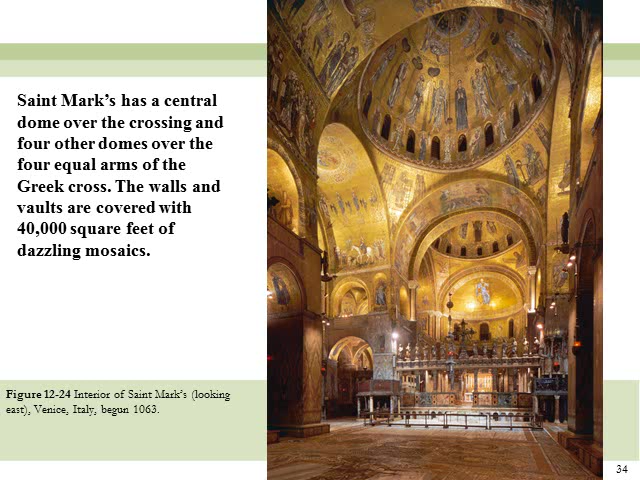 Saint Mark’s has a central
dome over the crossing and
four other domes over the
four equal arms of the
Greek cross. The walls and
vaults are covered with
40,000 square feet of
dazzling mosaics.
Figure 12-24 Interior of Saint Mark’s (looking
east), Venice, Italy, begun 1063.
34